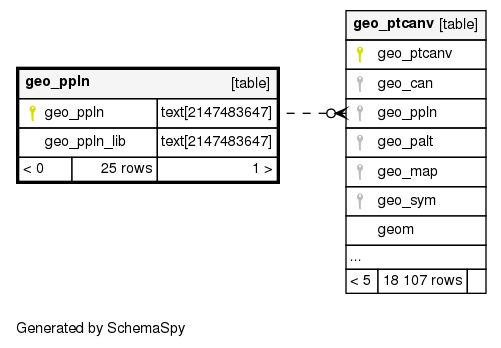 geo_ppln [table]
geo_ppln text[2147483647]
geo_ppln_lib text[2147483647]
< 0 25 rows 1 >
geo_ptcanv [table]
geo_ptcanv
geo_can
geo_ppln
geo_palt
geo_map
geo_sym
geom
...
< 5 18 107 rows
Generated by SchemaSpy